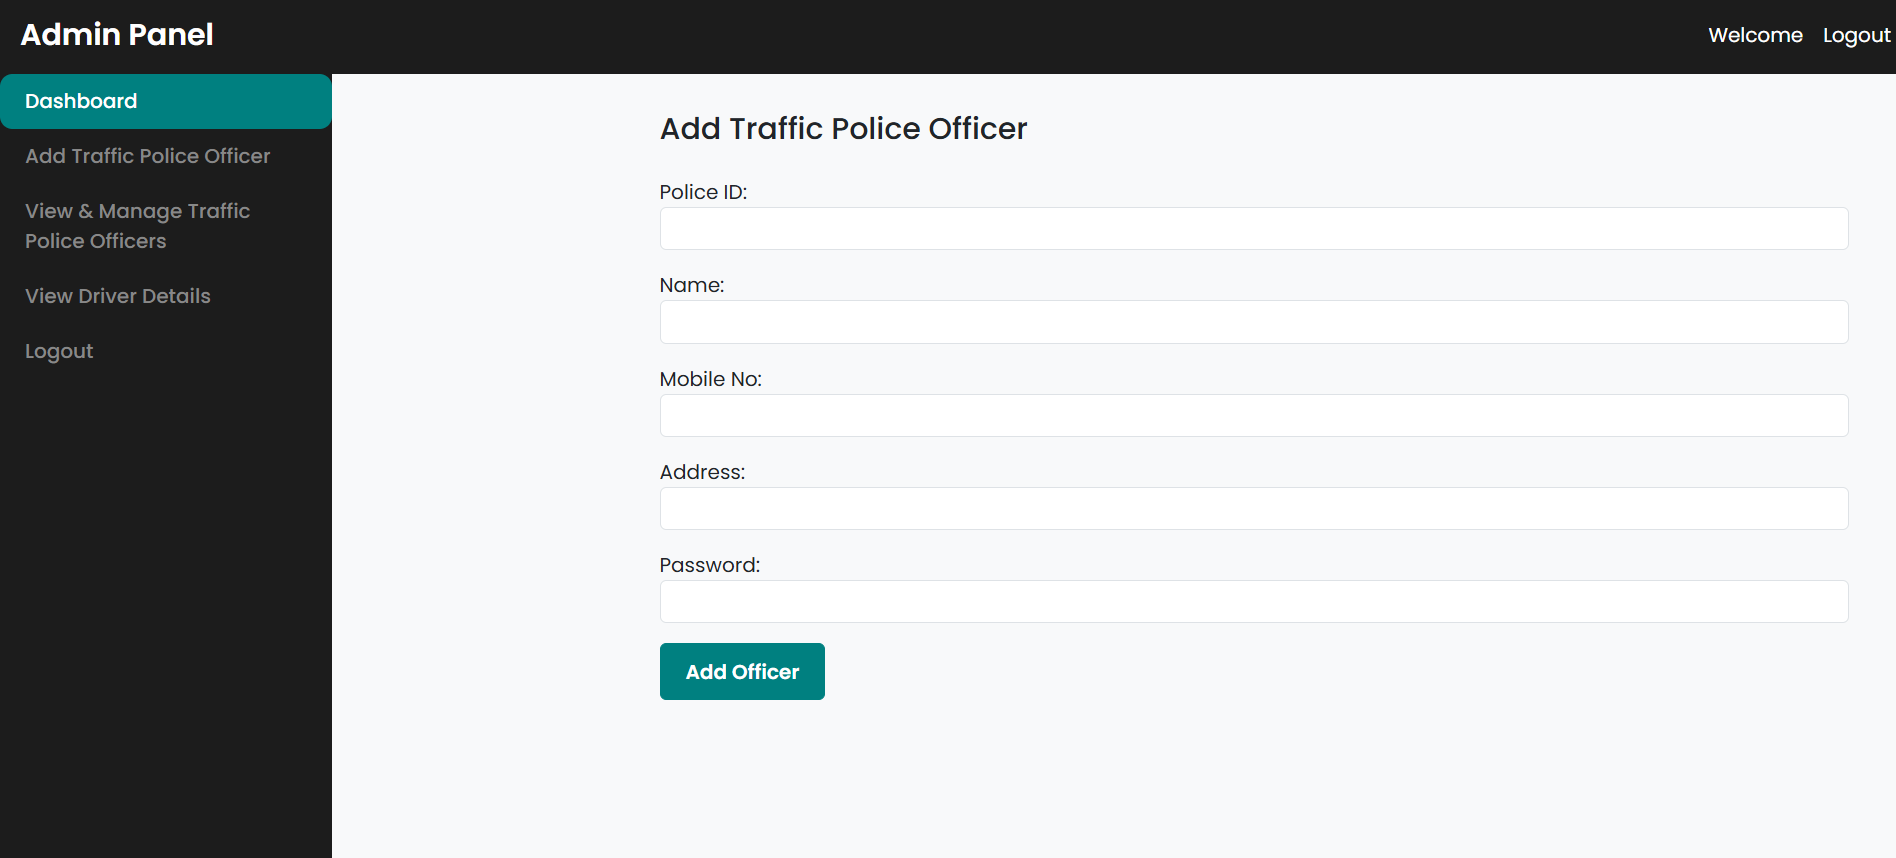 Admin Panel
Welcome Logout
Dashboard
Add Traffic Police Officer
View & Manage Traffic
Police Officers
View Driver Details
Logout
Add Traffic Police Officer
Police ID:
Name:
Mobile No:
Address:
Password:
Add Officer